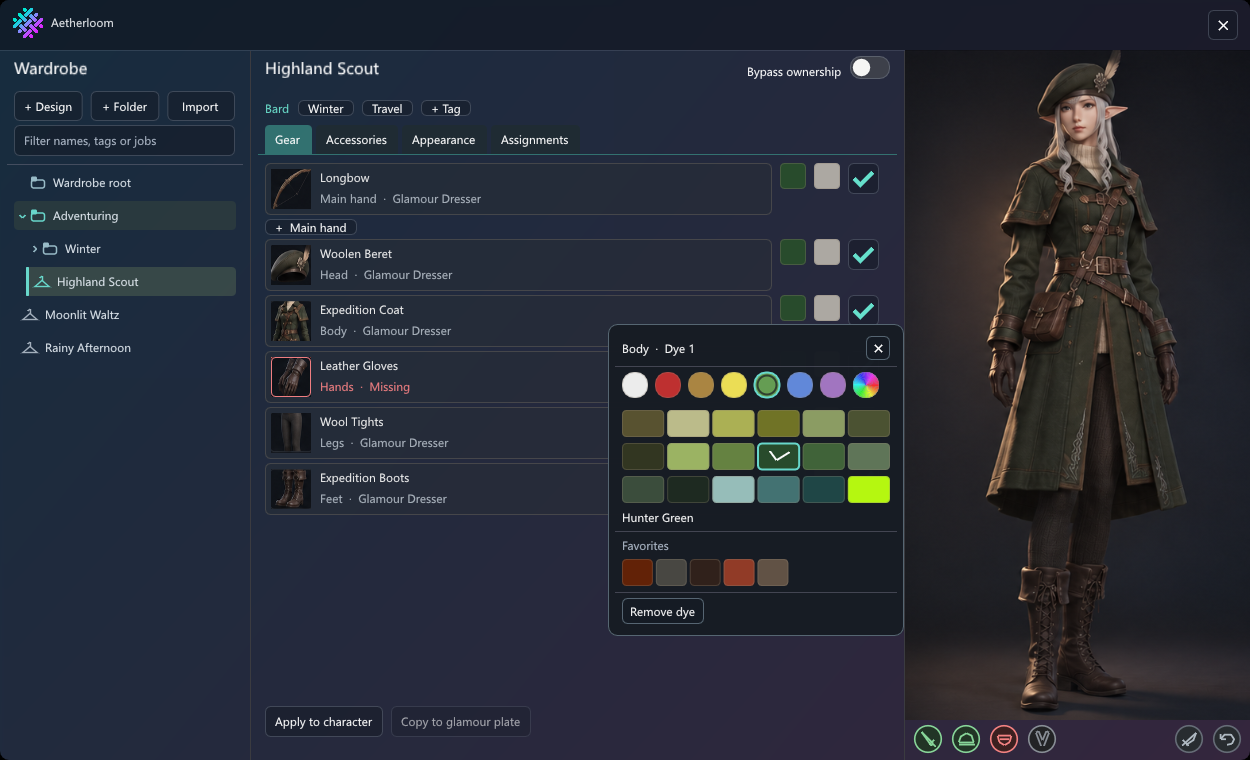 Aetherloom
Wardrobe
+ Design
+ Folder
Import
Filter names, tags or jobs
Wardrobe root
Adventuring
Winter
Highland Scout
Moonlit Waltz
Rainy Afternoon
Highland Scout
Bypass ownership
Bard
Winter
Travel
+ Tag
Gear
Accessories
Appearance
Assignments
Longbow
Main hand · Glamour Dresser
+ Main hand
Woolen Beret
Head · Glamour Dresser
Expedition Coat
Body · Glamour Dresser
Leather Gloves
Hands · Missing
Wool Tights
Legs · Glamour Dresser
Expedition Boots
Feet · Glamour Dresser
Body · Dye 1
Hunter Green
Favorites
Remove dye
Apply to character
Copy to glamour plate